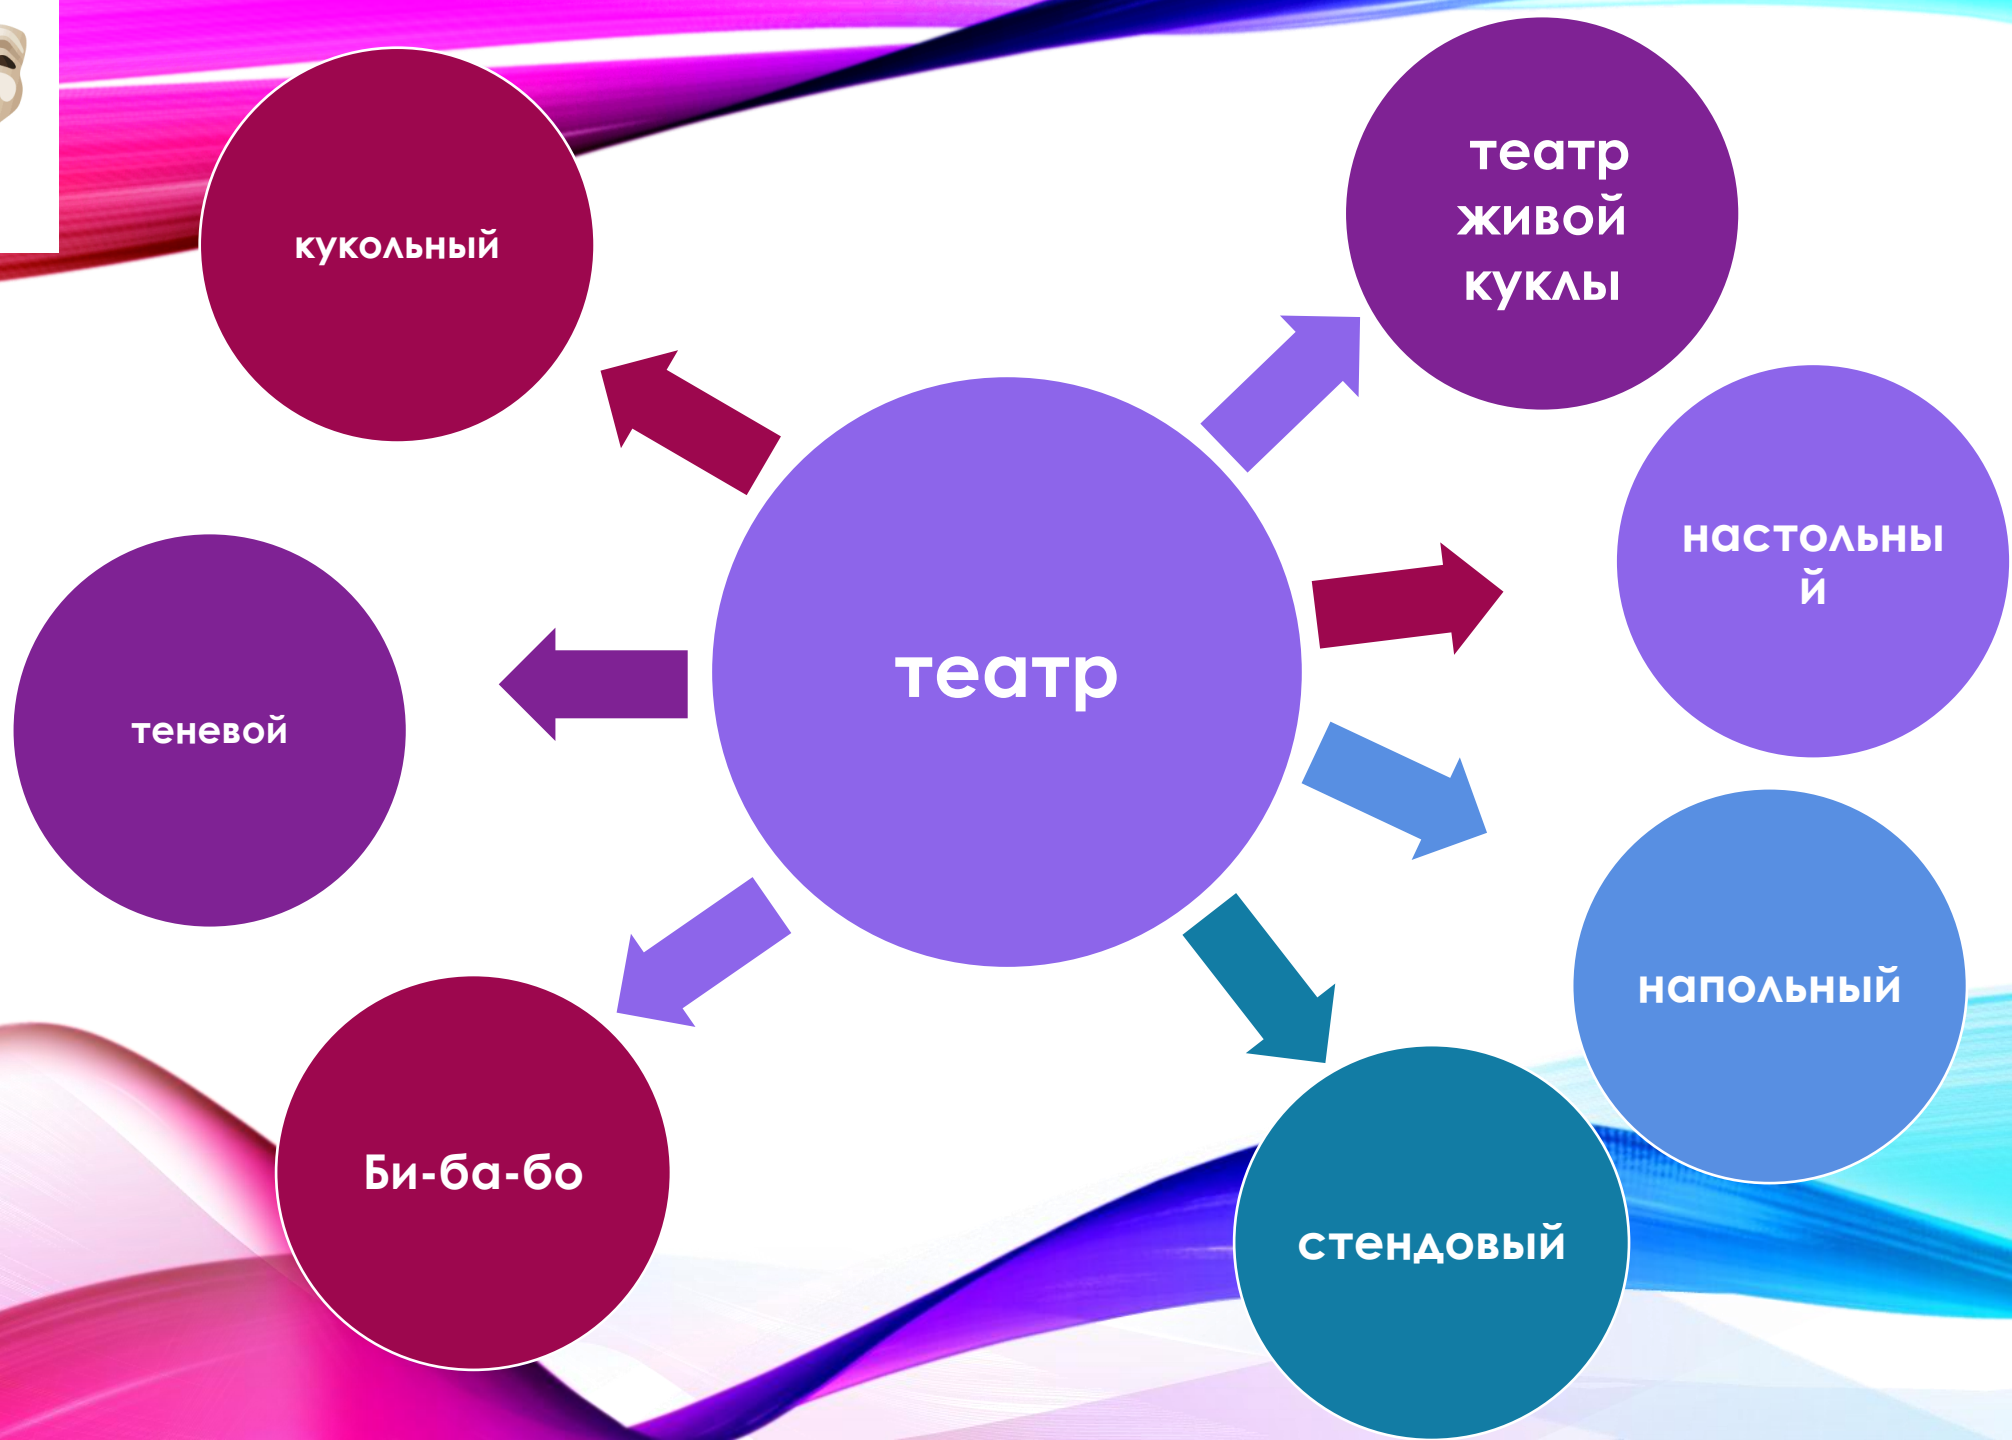 кукольный
театр
живой
куклы
настольны
й
теневой
театр
напольный
Би-ба-бо
стендовый